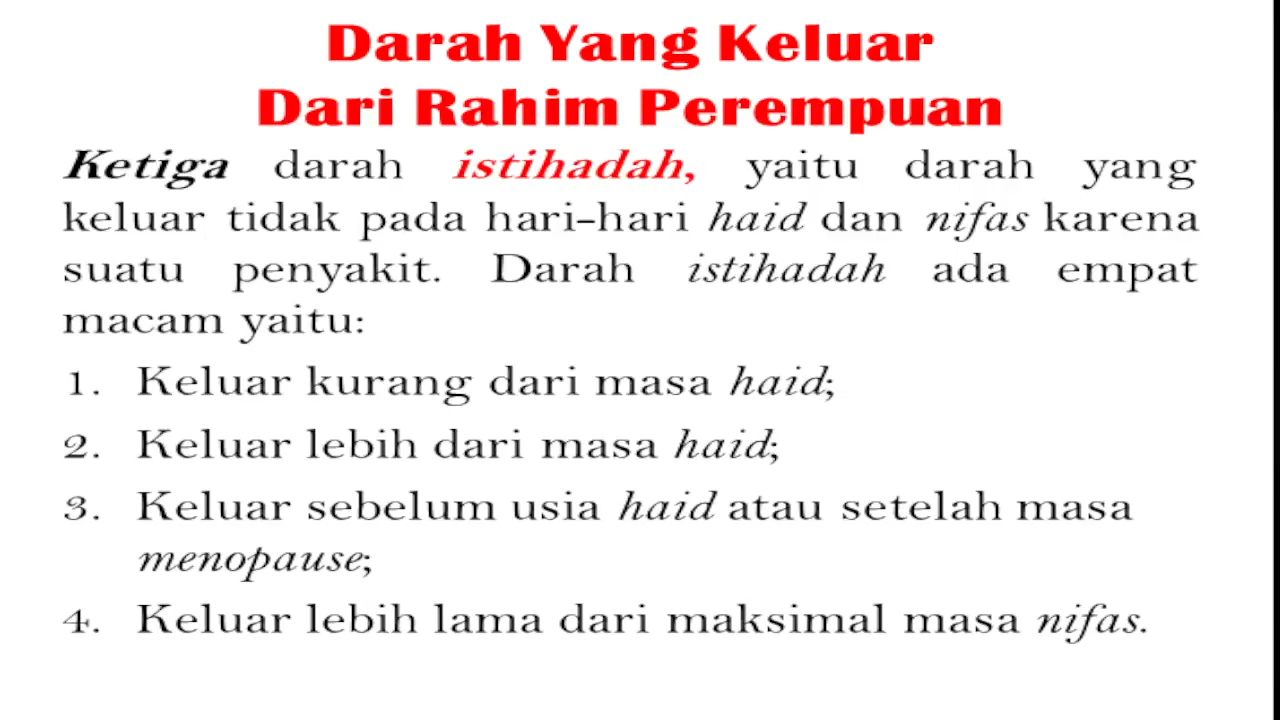 Darah Yang Keluar
Dari Rahim Perempuan
Ketiga darah istihadah, yaitu darah yang
keluar tidak pada hari-hari haid dan nifas karena
suatu penyakit. Darah istihadah ada empat
macam yaitu:
1. Keluar kurang dari masa haid;
2. Keluar lebih dari masa haid;
3. Keluar sebelum usia haid atau setelah masa
menopause;
4. Keluar lebih lama dari maksimal masa nifas.